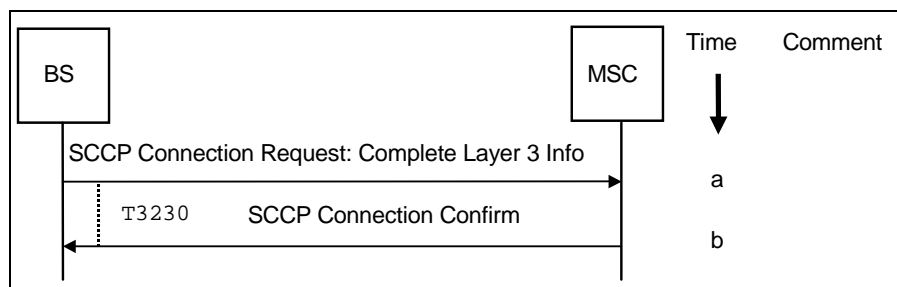 Time Comment
BS MSC
SCCP Connection Request: Complete Layer 3 Info
a
T3230 SCCP Connection Confirm
b